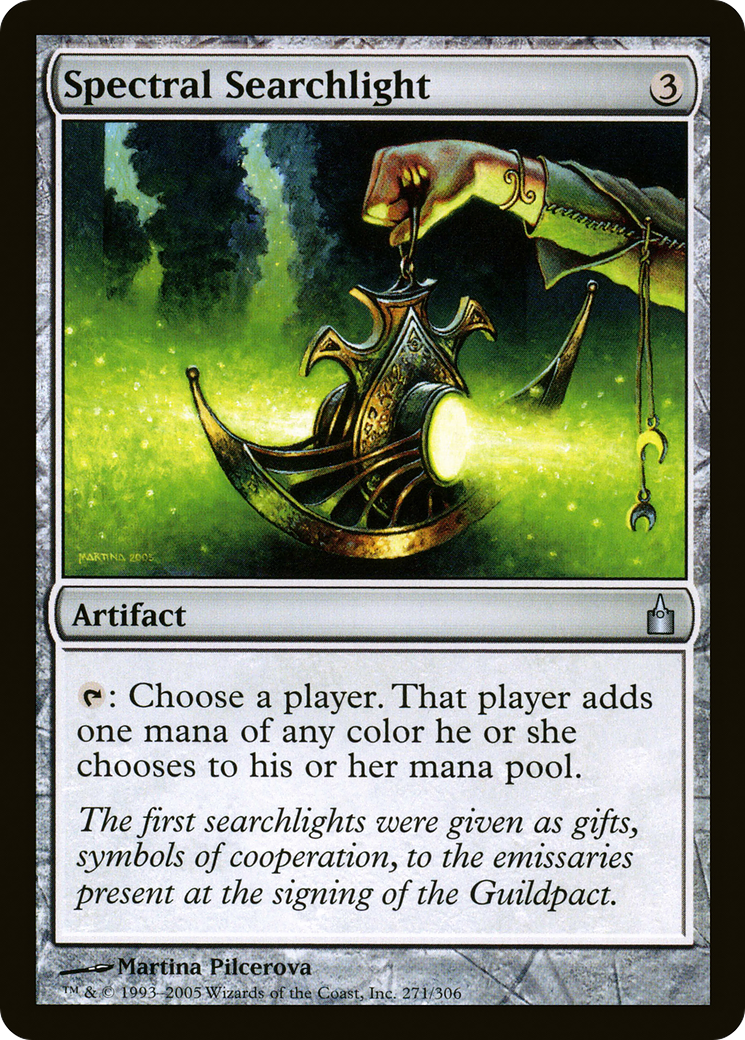 Spectral Searchlight 3
MARTINA 2005
Artifact
: Choose a player. That player adds
one mana of any color he or she
chooses to his or her mana pool.
The first searchlights were given as gifts,
symbols of cooperation, to the emissaries
present at the signing of the Guildpact.
Martina Pilcerova
™ & © 1993–2005 Wizards of the Coast, Inc. 271/306